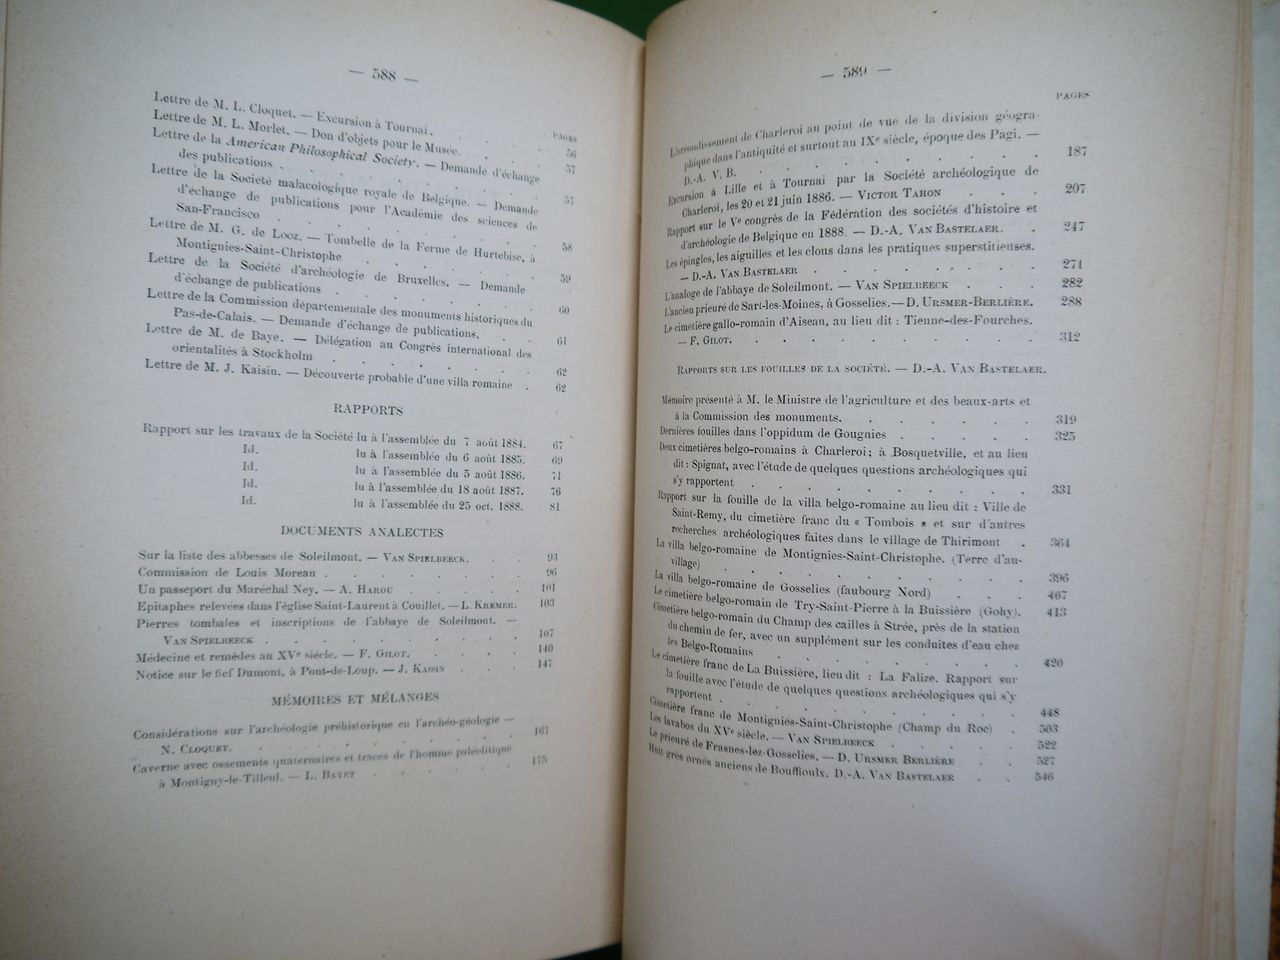 — 588 —
PAGES
Lettre de M. L. Cloquet. — Excursion à Tournai. 56
Lettre de M. L. Morlet. — Don d'objets pour le Musée. 57
Lettre de la American Philosophical Society. — Demande d'échange
des publications 57
Lettre de la Société malacologique royale de Belgique. — Demande
d'échange de publications pour l'Académie des sciences de
San-Francisco 58
Lettre de M. G. de Looz. — Tombelle de la Ferme de Hurtebise, à
Montignies-Saint-Christophe 59
Lettre de la Société d'archéologie de Bruxelles. — Demande
d'échange de publications 60
Lettre de la Commission départementale des monuments historiques du
Pas-de-Calais. — Demande d'échange de publications. 61
Lettre de M. de Baye. — Délégation au Congrès international des
orientalités à Stockholm 62
Lettre de M. J. Kaisin. — Découverte probable d'une villa romaine . 62
RAPPORTS
Rapport sur les travaux de la Société lu à l'assemblée du 7 août 1884. 67
Id. lu à l'assemblée du 6 août 1885. 69
Id. lu à l'assemblée du 5 août 1886. 71
Id. lu à l'assemblée du 18 août 1887. 76
Id. lu à l'assemblée du 25 oct. 1888. 81
DOCUMENTS ANALECTES
Sur la liste des abbesses de Soleilmont. — VAN SPIELBEECK. 93
Commission de Louis Moreau . 96
Un passeport du Maréchal Ney. — A. HAROU 101
Epitaphes relevées dans l'église Saint-Laurent à Couillet. — L. KREMER. 103
Pierres tombales et inscriptions de l'abbaye de Soleilmont. —
VAN SPIELBEECK 107
Médecine et remèdes au XVe siècle. — F. GILOT. 140
Notice sur le fief Dumont, à Pont-de-Loup. — J. KAISIN 147
MÉMOIRES ET MÉLANGES
Considérations sur l'archéologie préhistorique en l'archéo-géologie —
N. CLOQUET. 167
Caverne avec ossements quaternaires et traces de l'homme paléolitique
à Montigny-le-Tilleul. — L. BAYET 175
— 589 —
PAGES
L'arrondissement de Charleroi au point de vue de la division géogra-
phique dans l'antiquité et surtout au IXe siècle, époque des Pagi. —
D.-A. V. B. 187
Excursion à Lille et à Tournai par la Société archéologique de
Charleroi, les 20 et 21 juin 1886. — VICTOR TAHON 207
Rapport sur le Ve congrès de la Fédération des sociétés d'histoire et
d'archéologie de Belgique en 1888. — D.-A. VAN BASTELAER. 247
Les épingles, les aiguilles et les clous dans les pratiques superstitieuses.
— D.-A. VAN BASTELAER 271
L'analoge de l'abbaye de Soleilmont. — VAN SPIELBEECK 282
L'ancien prieuré de Sart-les-Moines, à Gosselies. — D. URSMER-BERLIÈRE. 288
Le cimetière gallo-romain d'Aiseau, au lieu dit : Tienne-des-Fourches.
— F. GILOT. 312
RAPPORTS SUR LES FOUILLES DE LA SOCIÉTÉ. — D.-A. VAN BASTELAER.
Mémoire présenté à M. le Ministre de l'agriculture et des beaux-arts et
à la Commission des monuments. 319
Dernières fouilles dans l'oppidum de Gougnies 325
Deux cimetières belgo-romains à Charleroi; à Bosquetville, et au lieu
dit : Spignat, avec l'étude de quelques questions archéologiques qui
s'y rapportent 331
Rapport sur la fouille de la villa belgo-romaine au lieu dit : Ville de
Saint-Remy, du cimetière franc du « Tombois » et sur d'autres
recherches archéologiques faites dans le village de Thirimont . 364
La villa belgo-romaine de Montignies-Saint-Christophe. (Terre d'au-
village) 396
La villa belgo-romaine de Gosselies (faubourg Nord) 407
Le cimetière belgo-romain de Try-Saint-Pierre à la Buissière (Gohy). 413
Cimetière belgo-romain du Champ des cailles à Strée, près de la station
du chemin de fer, avec un supplément sur les conduites d'eau chez
les Belgo-Romains 420
Le cimetière franc de La Buissière, lieu dit : La Falize. Rapport sur
la fouille avec l'étude de quelques questions archéologiques qui s'y
rapportent 448
Cimetière franc de Montigniés-Saint-Christophe (Champ du Roc) 503
Les lavabos du XVe siècle. — VAN SPIELBEECK 522
Le prieuré de Frasnes-lez-Gosselies. — D. URSMER BERLIÈRE 527
Huit grès ornés anciens de Bouffioulx. D.-A. VAN BASTELAER 546